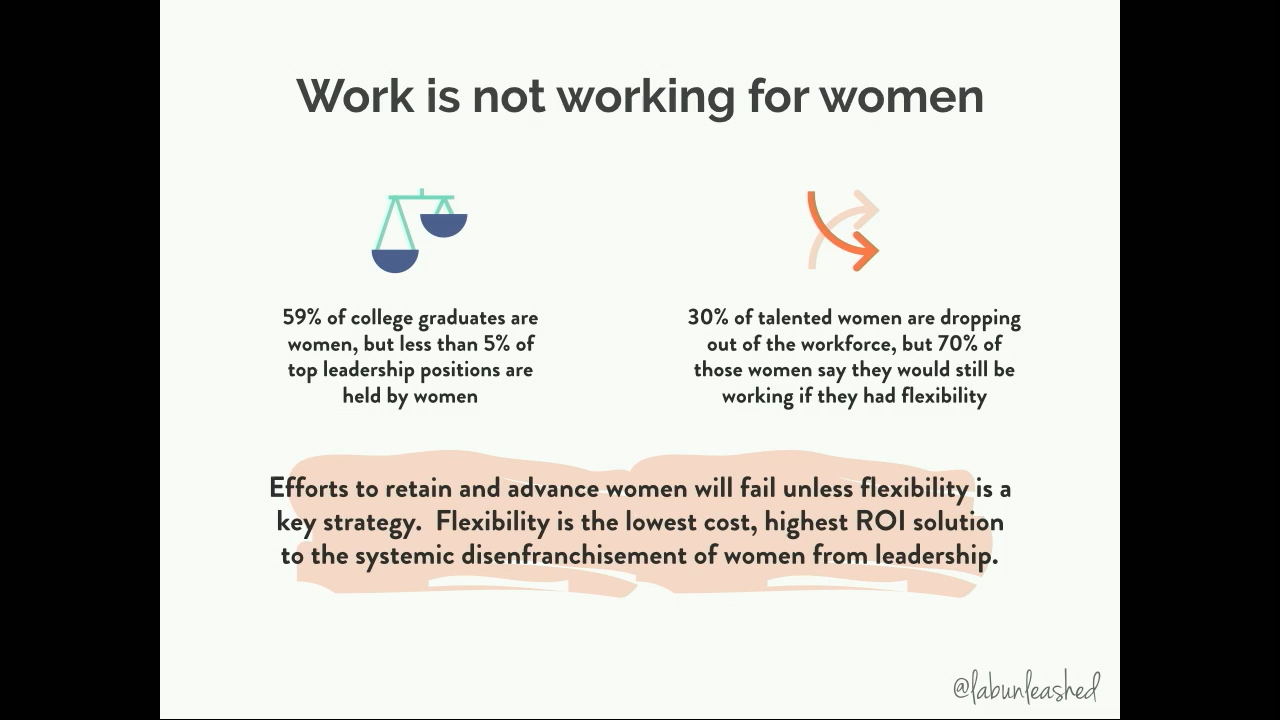 Work is not working for women
59% of college graduates are
women, but less than 5% of
top leadership positions are
held by women
30% of talented women are dropping
out of the workforce, but 70% of
those women say they would still be
working if they had flexibility
Efforts to retain and advance women will fail unless flexibility is a
key strategy.  Flexibility is the lowest cost, highest ROI solution
to the systemic disenfranchisement of women from leadership.
@labunleashed